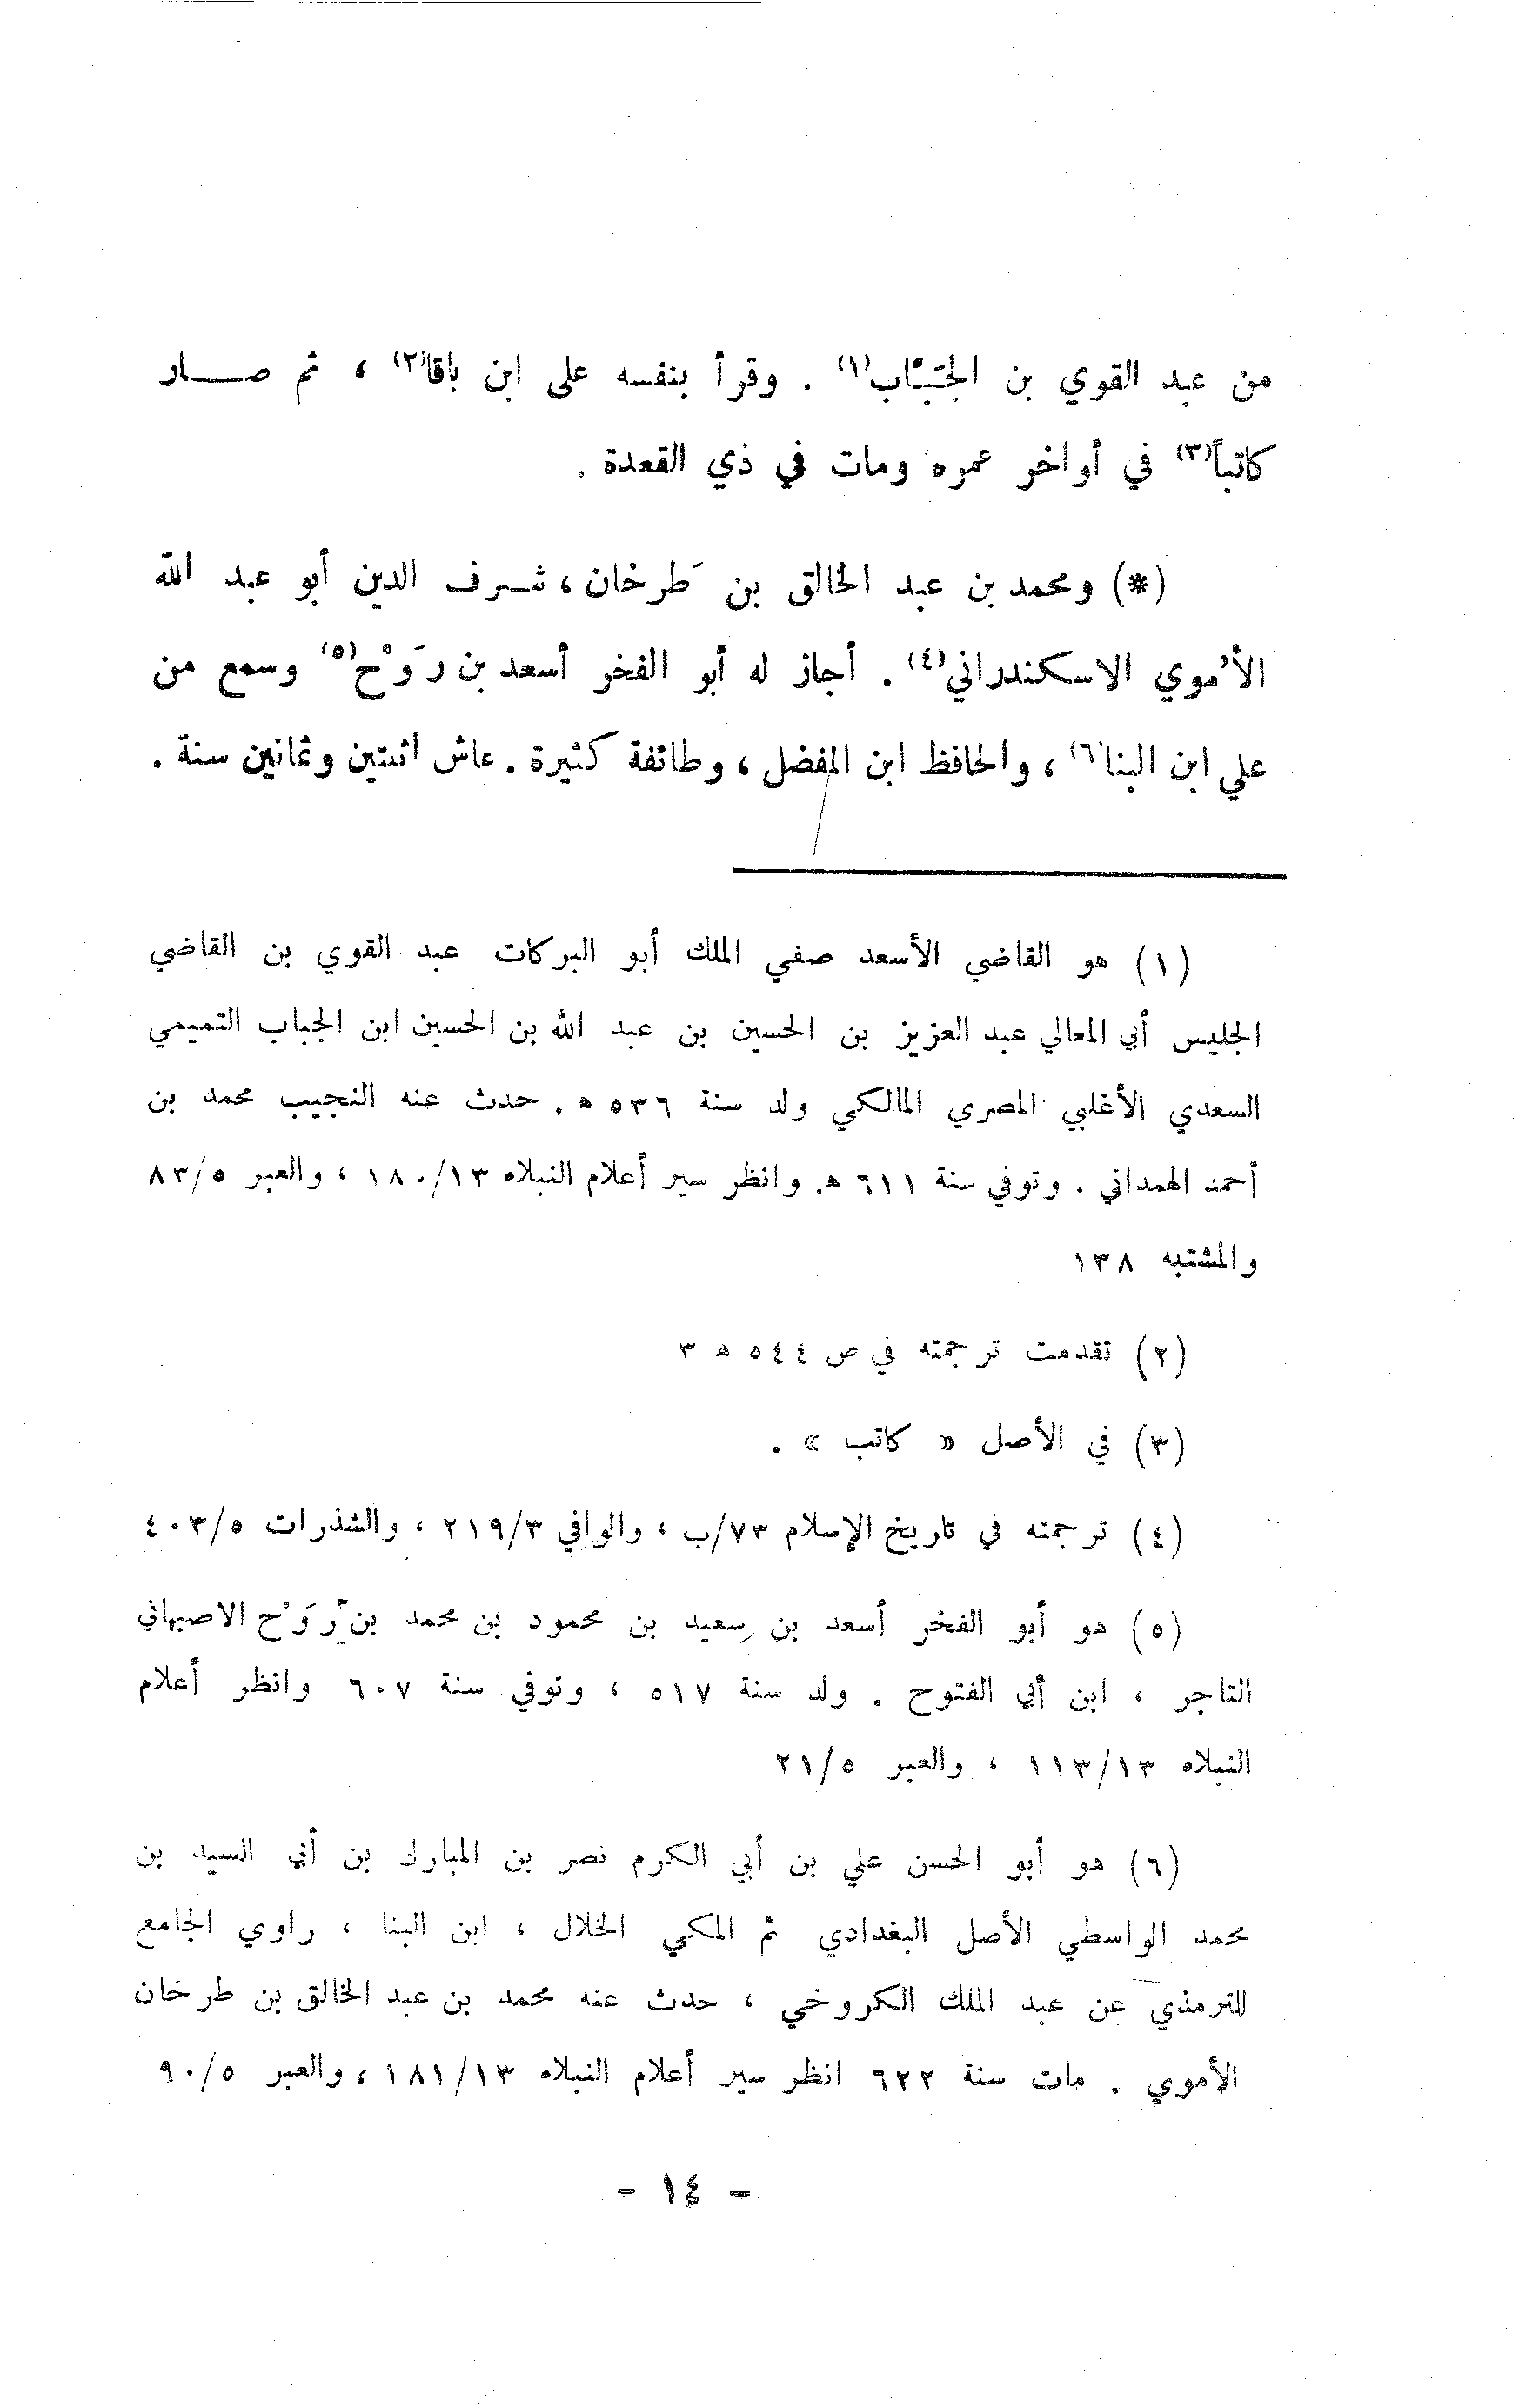 من عبد القوي بن الجَبَّاب(١) . وقرأ بنفسه على ابن باقا(٢) ، ثم صار
كاتباً(٣) في أواخر عمره ومات في ذي القعدة .
(*) ومحمد بن عبد الخالق بن طَرخان ، شرف الدين أبو عبد الله
الأُموي الاسكندراني(٤) . أجاز له أبو الفخر أسعد بن رَوْح(٥) وسمع من
علي ابن البنا(٦) ، والحافظ ابن المفضل ، وطائفة كثيرة . عاش اثنتين وثمانين سنة .
(١) هو القاضي الأسعد صفي الملك أبو البركات عبد القوي بن القاضي
الجليس أبي المعالي عبد العزيز بن الحسين بن عبد الله بن الحسين ابن الجباب التميمي
السعدي الأغلبي المصري المالكي ولد سنة ٥٣٦ هـ . حدث عنه النجيب محمد بن
أحمد الهمداني . وتوفي سنة ٦١١ هـ . وانظر سير أعلام النبلاء ١٨٠/١٣ ، والعبر ٨٣/٥
والمشتبه ١٣٨
(٢) تقدمت ترجمته في ص ٥٤٤ هـ ٣
(٣) في الأصل « كاتب » .
(٤) ترجمته في تاريخ الإسلام ٧٣/ب ، والوافي ٢١٩/٣ ، والشذرات ٤٠٣/٥
(٥) هو أبو الفخر أسعد بن سعيد بن محمود بن محمد بن رَوْح الاصبهاني
التاجر ، ابن أبي الفتوح . ولد سنة ٥١٧ ، وتوفي سنة ٦٠٧ وانظر أعلام
النبلاء ١١٣/١٣ ، والعبر ٢١/٥
(٦) هو أبو الحسن علي بن أبي الكرم نصر بن المبارك بن أبي السيد بن
محمد الواسطي الأصل البغدادي ثم المكي الخلال ، ابن البنا ، راوي الجامع
للترمذي عن عبد الملك الكروخي ، حدث عنه محمد بن عبد الخالق بن طرخان
الأموي . مات سنة ٦٢٢ انظر سير أعلام النبلاء ١٨١/١٣ ، والعبر ٩٠/٥
- ١٤ -